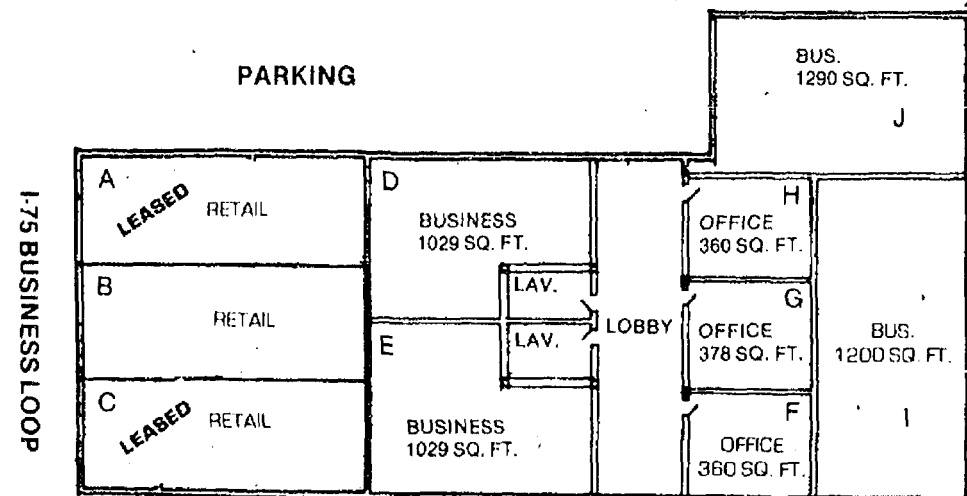 PARKING
BUS.
1290 SQ. FT.
J
I-75 BUSINESS LOOP
A
LEASED
RETAIL
D
BUSINESS
1029 SQ. FT.
H
OFFICE
360 SQ. FT.
B
RETAIL
LAV.
LAV.
LOBBY
G
OFFICE
378 SQ. FT.
BUS.
1200 SQ. FT.
I
C
LEASED
RETAIL
E
BUSINESS
1029 SQ. FT.
F
OFFICE
360 SQ. FT.